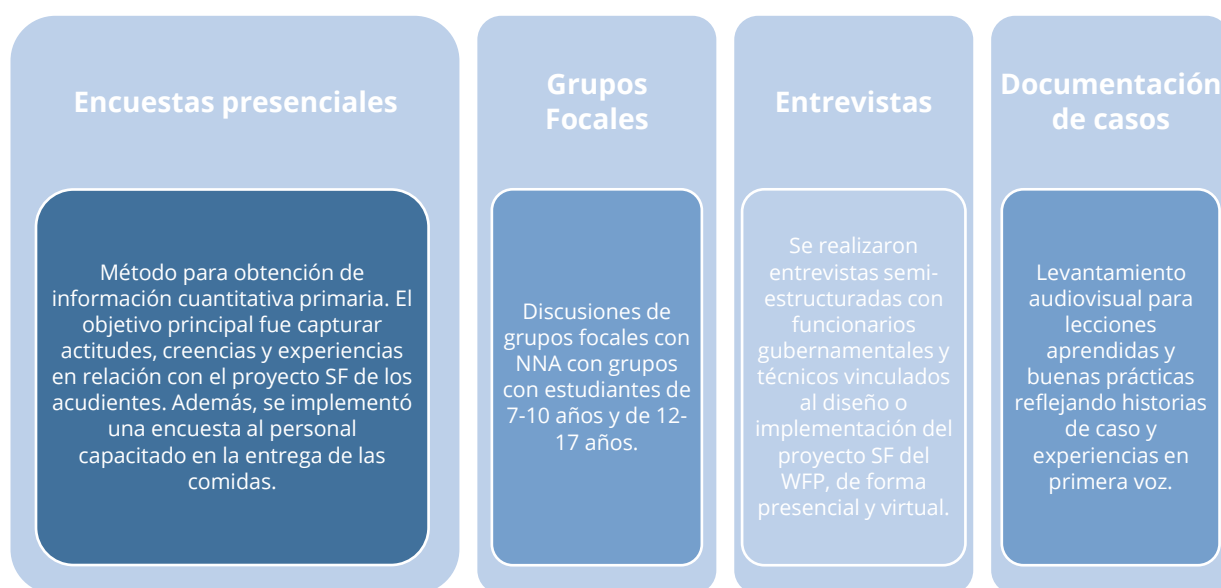 Encuestas presenciales
Método para obtención de
información cuantitativa primaria. El
objetivo principal fue capturar
actitudes, creencias y experiencias
en relación con el proyecto SF de los
acudientes. Además, se implementó
una encuesta al personal
capacitado en la entrega de las
comidas.
Grupos
Focales
Discusiones de
grupos focales con
NNA con grupos
con estudiantes de
7-10 años y de 12-
17 años.
Entrevistas
Se realizaron
entrevistas semi-
estructuradas con
funcionarios
gubernamentales y
técnicos vinculados
al diseño o
implementación del
proyecto SF del
WFP, de forma
presencial y virtual.
Documentación
de casos
Levantamiento
audiovisual para
lecciones
aprendidas y
buenas prácticas
reflejando historias
de caso y
experiencias en
primera voz.